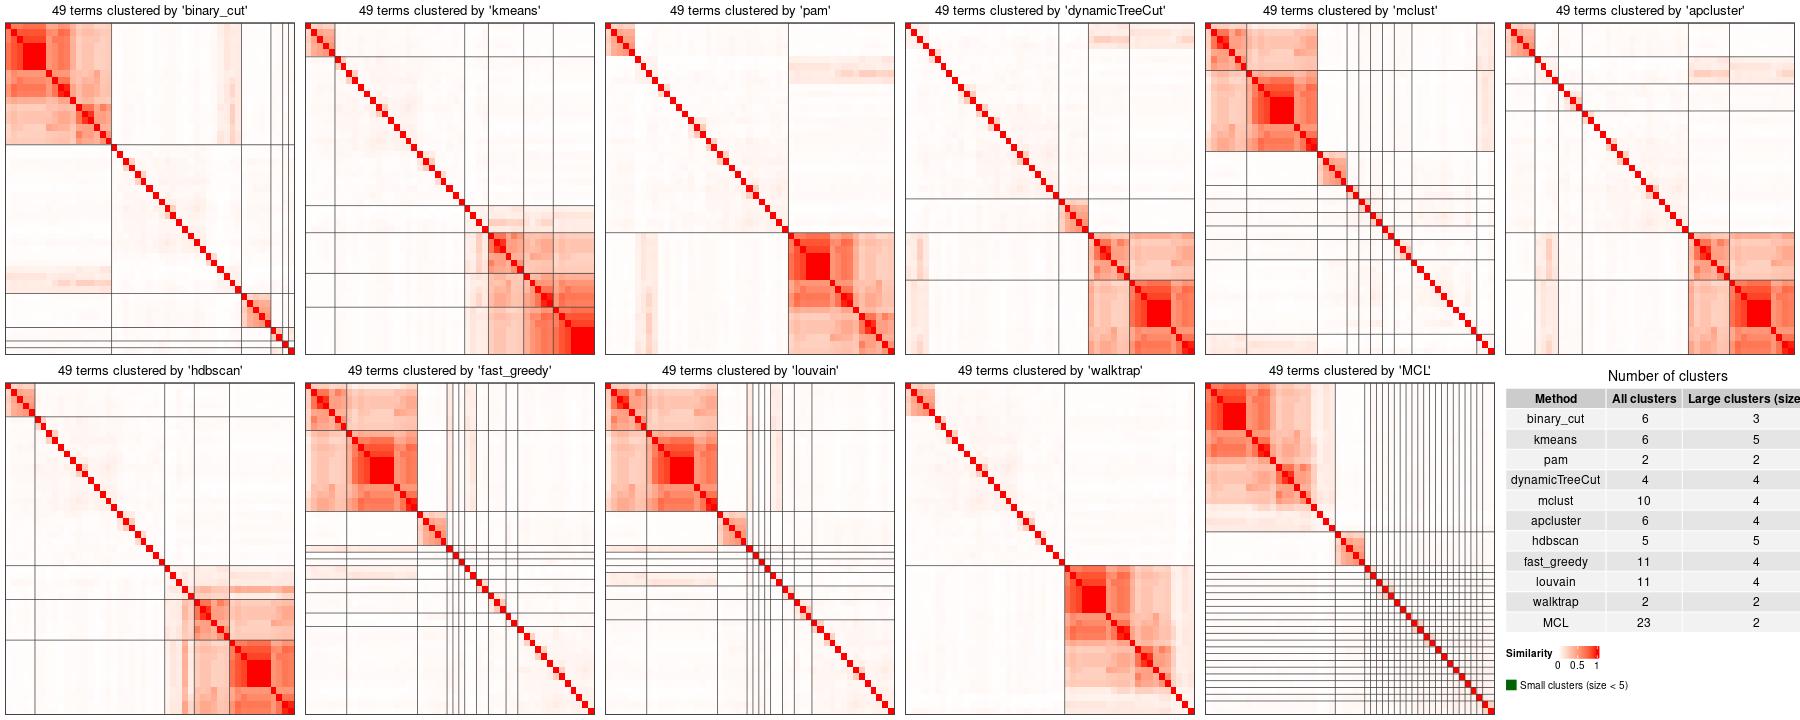 49 terms clustered by 'binary_cut'
49 terms clustered by 'kmeans'
49 terms clustered by 'pam'
49 terms clustered by 'dynamicTreeCut'
49 terms clustered by 'mclust'
49 terms clustered by 'apcluster'
49 terms clustered by 'hdbscan'
49 terms clustered by 'fast_greedy'
49 terms clustered by 'louvain'
49 terms clustered by 'walktrap'
49 terms clustered by 'MCL'
Number of clusters
Method All clusters Large clusters (size
binary_cut 6 3
kmeans 6 5
pam 2 2
dynamicTreeCut 4 4
mclust 10 4
apcluster 6 4
hdbscan 5 5
fast_greedy 11 4
louvain 11 4
walktrap 2 2
MCL 23 2
Similarity
0 0.5 1
Small clusters (size < 5)